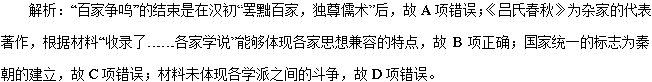 解析：“百家争鸣”的结束是在汉初“罢黜百家，独尊儒术”后，故 A 项错误；《吕氏春秋》为杂家的代表
著作，根据材料“收录了……各家学说”能够体现各家思想兼容的特点，故 B 项正确；国家统一的标志为秦
朝的建立，故 C 项错误；材料未体现各学派之间的斗争，故 D 项错误。